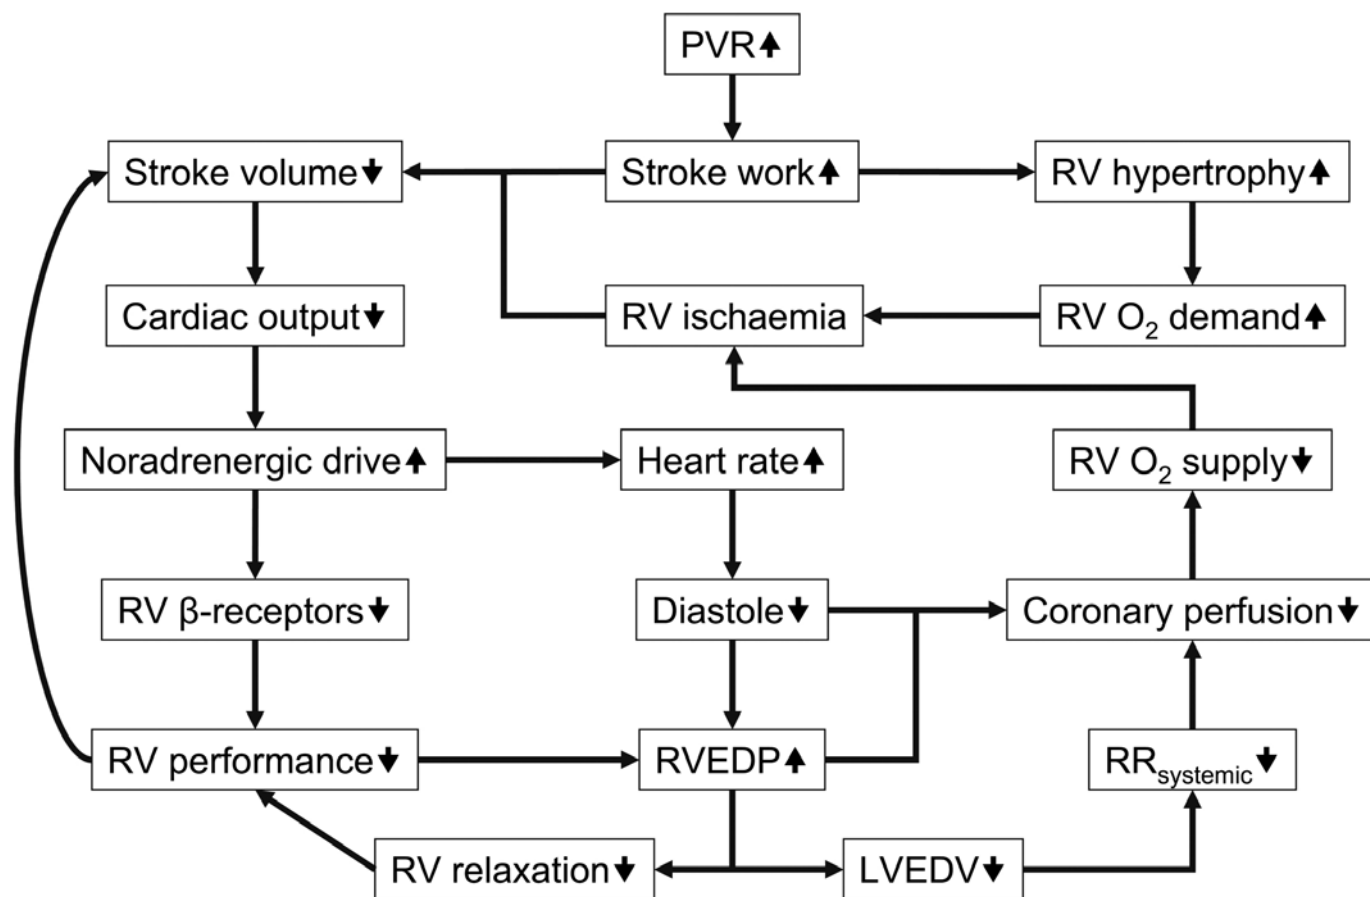 PVR↑
Stroke volume↓
Stroke work↑
RV hypertrophy↑
Cardiac output↓
RV ischaemia
RV O₂ demand↑
Noradrenergic drive↑
Heart rate↑
RV O₂ supply↓
RV β-receptors↓
Diastole↓
Coronary perfusion↓
RV performance↓
RVEDP↑
RRsystemic↓
RV relaxation↓
LVEDV↓